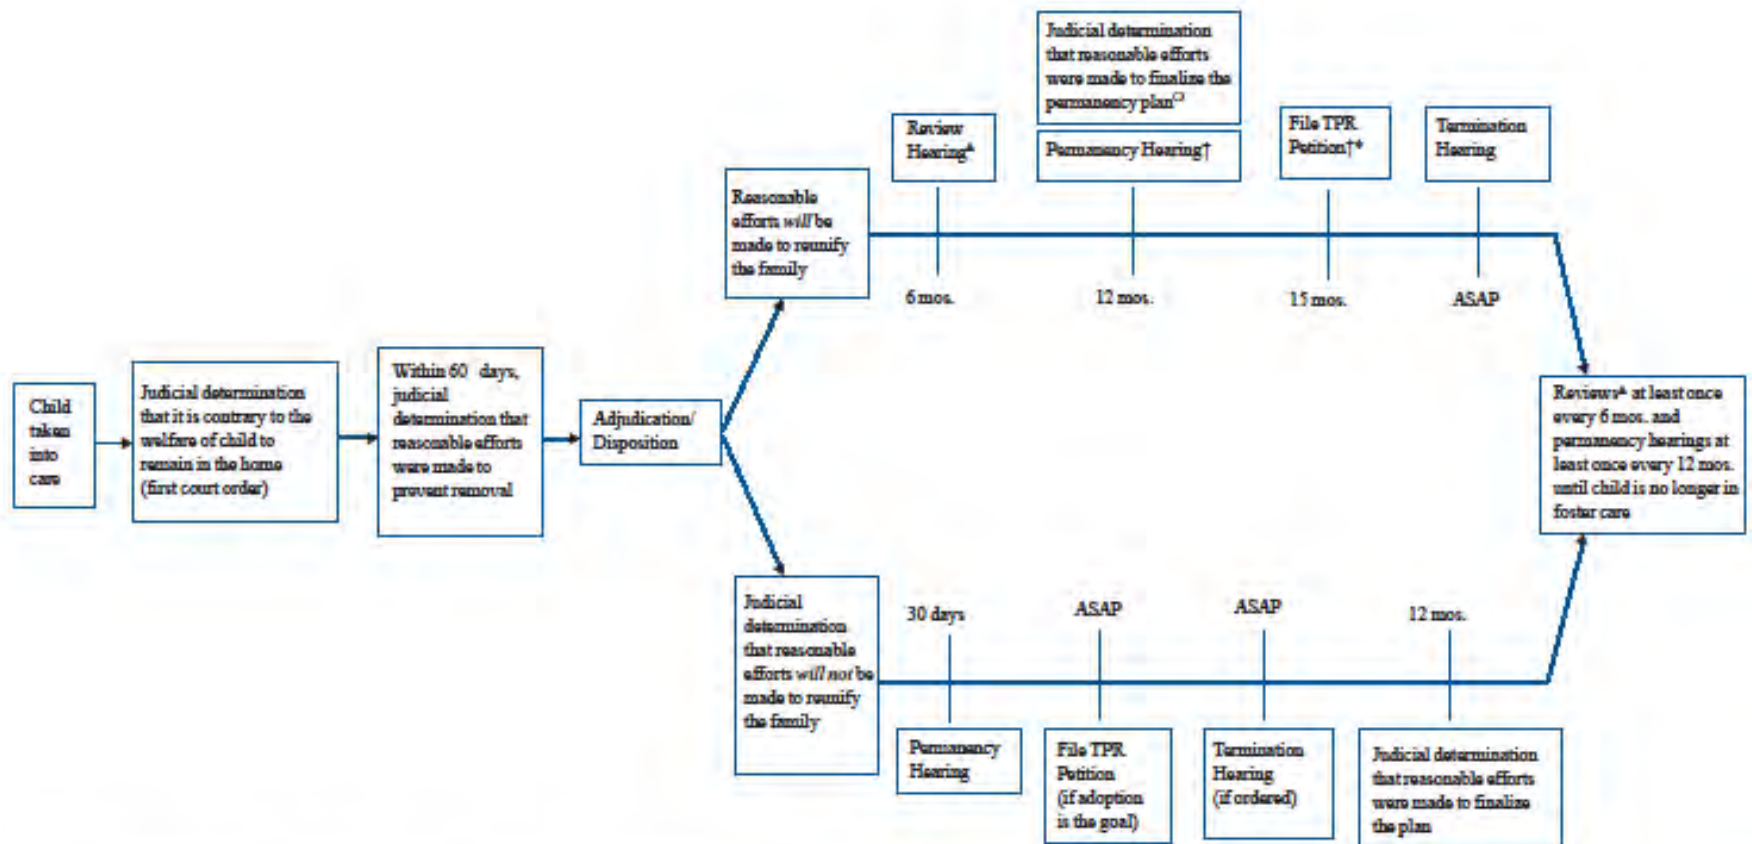 Child
taken
into
care
Judicial determination
that it is contrary to the
welfare of child to
remain in the home
(first court order)
Within 60 days,
judicial
determination that
reasonable efforts
were made to
prevent removal
Adjudication/
Disposition
Reasonable
efforts will be
made to reunify
the family
Review
Hearing▲
6 mos.
Judicial determination
that reasonable efforts
were made to finalize the
permanency plan
Permanency Hearing†
12 mos.
File TPR
Petition†*
15 mos.
Termination
Hearing
ASAP
Judicial
determination
that reasonable
efforts will not be
made to reunify
the family
30 days
Permanency
Hearing
ASAP
File TPR
Petition
(if adoption
is the goal)
ASAP
Termination
Hearing
(if ordered)
12 mos.
Judicial determination
that reasonable efforts
were made to finalize
the plan
Reviews▲ at least once
every 6 mos. and
permanency hearings at
least once every 12 mos.
until child is no longer in
foster care